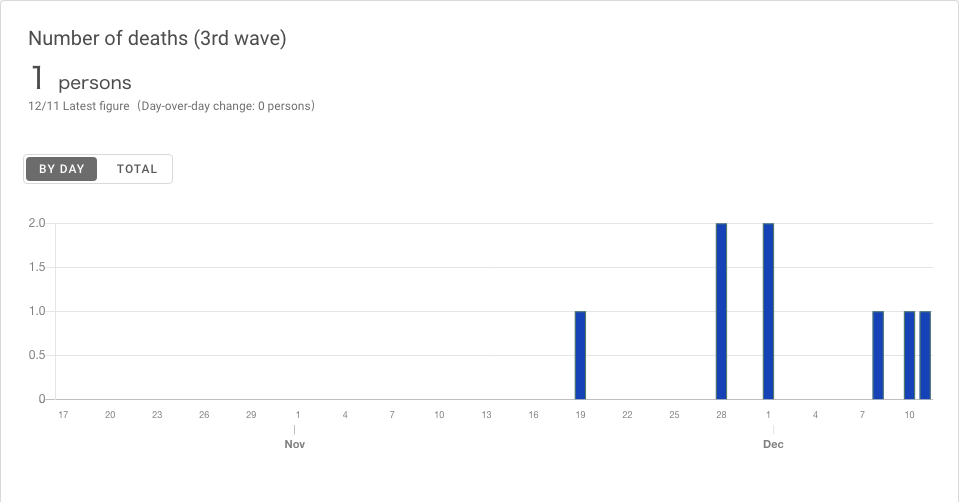 Number of deaths (3rd wave)
1 persons
12/11 Latest figure (Day-over-day change: 0 persons)
BY DAY TOTAL
2.0
1.5
1.0
0.5
0
17 20 23 26 29 1 4 7 10 13 16 19 22 25 28 1 4 7 10
Nov Dec